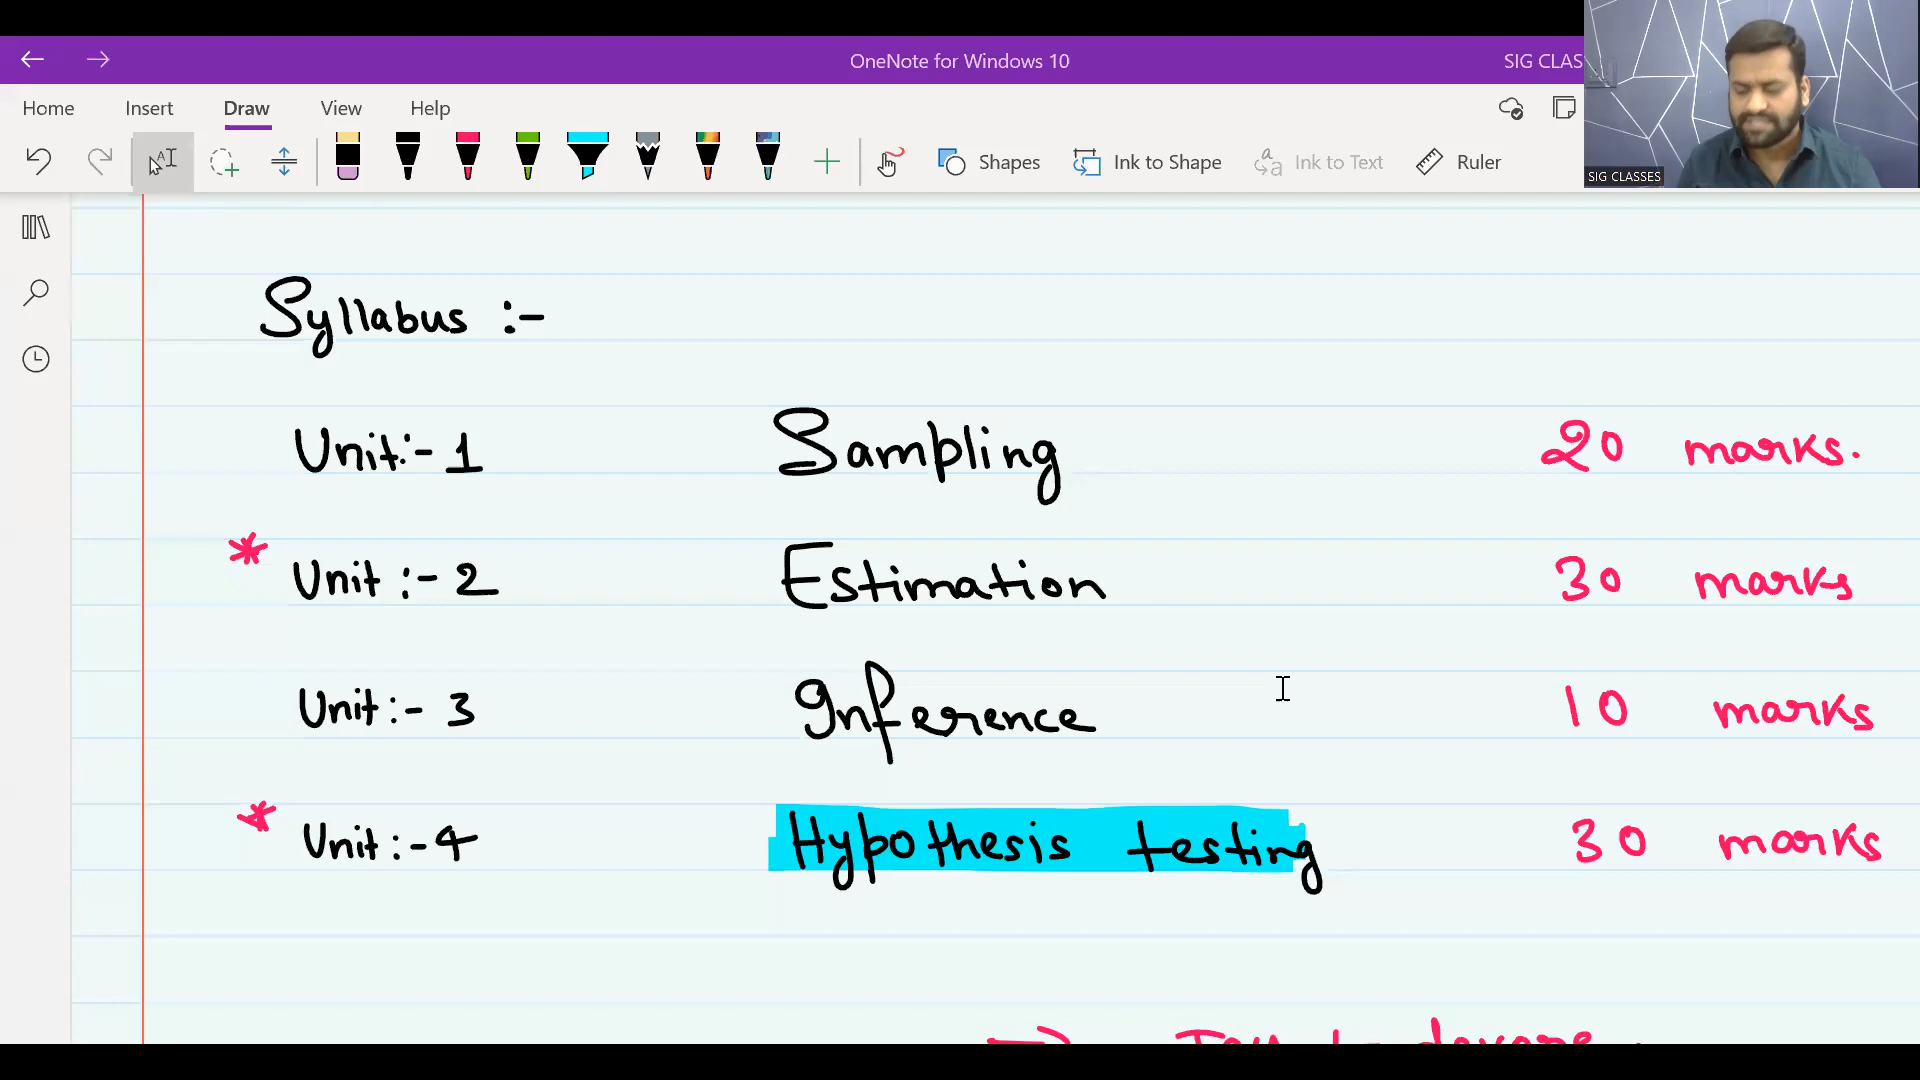 OneNote for Windows 10
SIG CLAS
Home Insert Draw View Help
Shapes Ink to Shape Ink to Text Ruler
SIG CLASSES
Syllabus :-
Unit:- 1 Sampling 20 marks.
* Unit :- 2 Estimation 30 marks
Unit:- 3 Inference 10 marks
* Unit:- 4 Hypothesis testing 30 marks